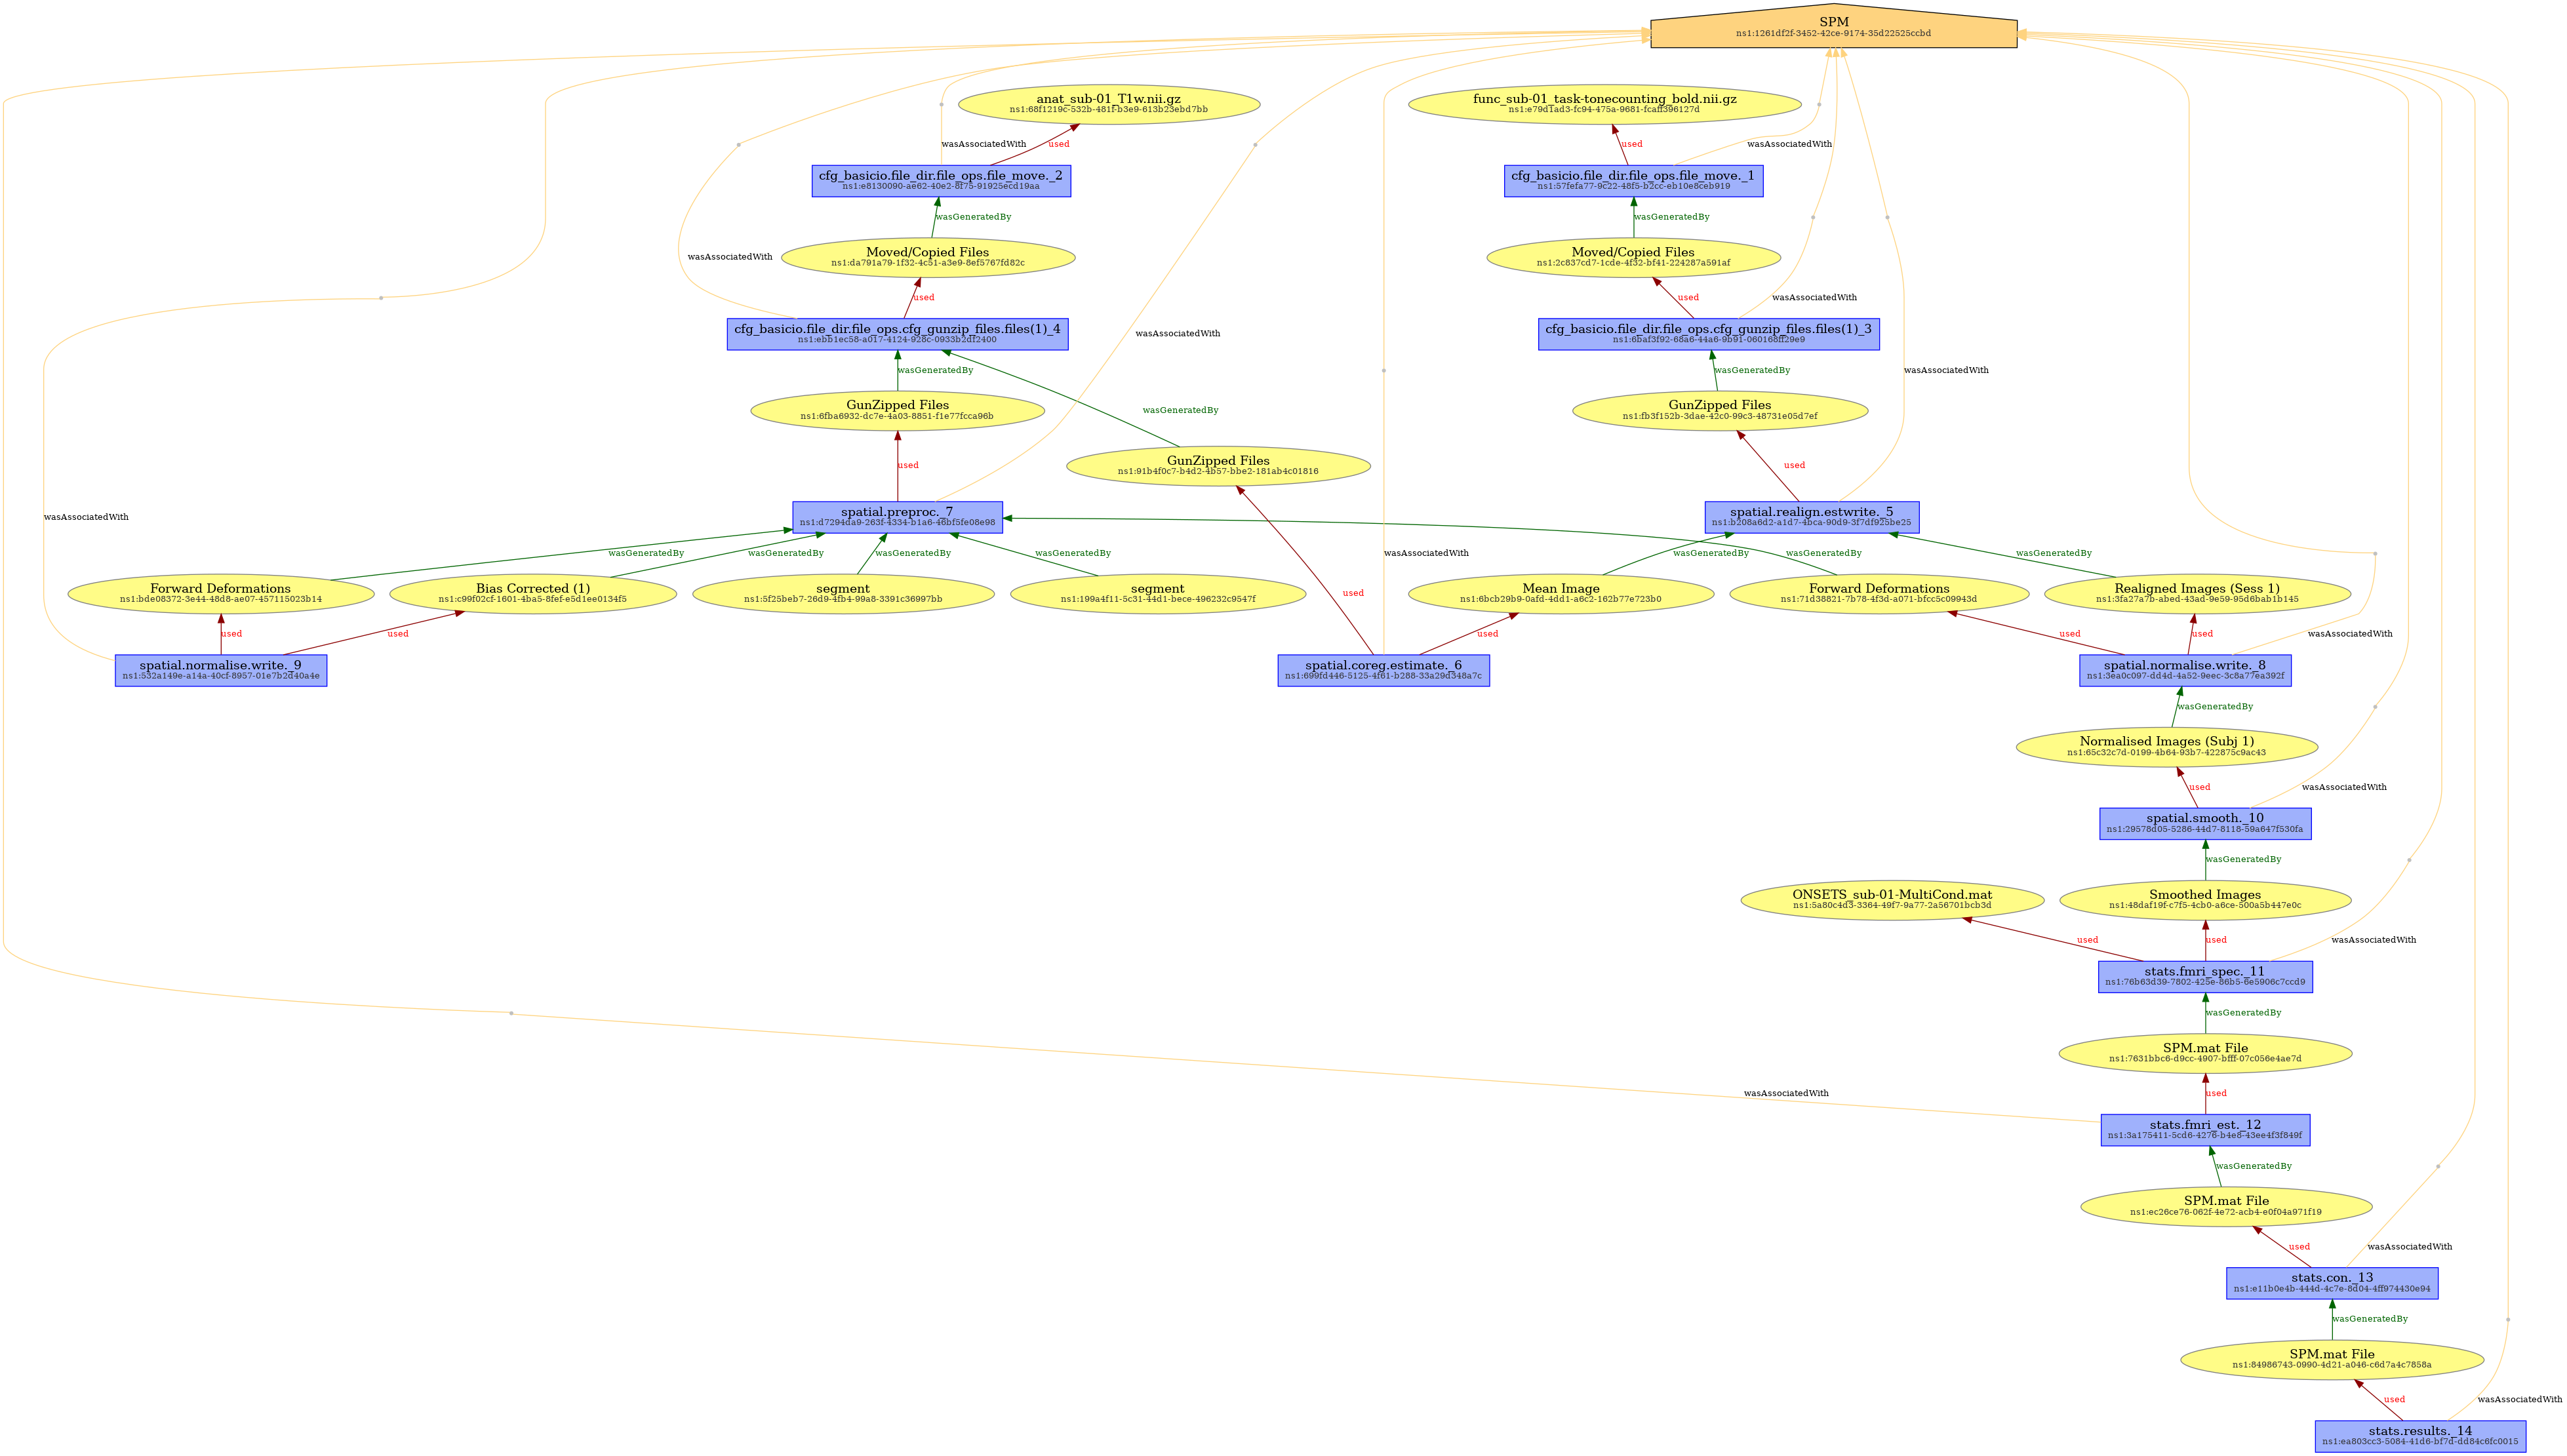 SPM
ns1:1261df2f-3452-42ce-9174-35d22525ccbd
anat_sub-01_T1w.nii.gz
ns1:68f1219c-532b-481f-b3e9-613b23ebd7bb
func_sub-01_task-tonecounting_bold.nii.gz
ns1:e79d1ad3-fc94-475a-9681-fcaff396127d
wasAssociatedWith
used
used
wasAssociatedWith
cfg_basicio.file_dir.file_ops.file_move._2
ns1:e8130090-ae62-40e2-8f75-91925ecd19aa
cfg_basicio.file_dir.file_ops.file_move._1
ns1:57fefa77-9c22-48f5-b2cc-eb10e8ceb919
wasGeneratedBy
wasGeneratedBy
Moved/Copied Files
ns1:da791a79-1f32-4c51-a3e9-8ef5767fd82c
Moved/Copied Files
ns1:2c837cd7-1cde-4f32-bf41-224287a591af
wasAssociatedWith
used
used
wasAssociatedWith
cfg_basicio.file_dir.file_ops.cfg_gunzip_files.files(1)_4
ns1:ebb1ec58-a017-4124-928c-0933b2df2400
wasAssociatedWith
cfg_basicio.file_dir.file_ops.cfg_gunzip_files.files(1)_3
ns1:6baf3f92-68a6-44a6-9b91-060168ff29e9
wasGeneratedBy
wasGeneratedBy
wasAssociatedWith
GunZipped Files
ns1:6fba6932-dc7e-4a03-8851-f1e77fcca96b
wasGeneratedBy
GunZipped Files
ns1:fb3f152b-3dae-42c0-99c3-48731e05d7ef
used
GunZipped Files
ns1:91b4f0c7-b4d2-4b57-bbe2-181ab4c01816
used
wasAssociatedWith
spatial.preproc._7
ns1:d7294da9-263f-4334-b1a6-46bf5fe08e98
spatial.realign.estwrite._5
ns1:b208a6d2-a1d7-4bca-90d9-3f7df925be25
wasGeneratedBy
wasGeneratedBy
wasGeneratedBy
wasGeneratedBy
wasAssociatedWith
wasGeneratedBy
wasGeneratedBy
wasGeneratedBy
Forward Deformations
ns1:bde08372-3e44-48d8-ae07-457115023b14
Bias Corrected (1)
ns1:c99f02cf-1601-4ba5-8fef-e5d1ee0134f5
segment
ns1:5f25beb7-26d9-4fb4-99a8-3391c36997bb
segment
ns1:199a4f11-5c31-44d1-bece-496232c9547f
used
Mean Image
ns1:6bcb29b9-0afd-4dd1-a6c2-162b77e723b0
Forward Deformations
ns1:71d38821-7b78-4f3d-a071-bfcc5c09943d
Realigned Images (Sess 1)
ns1:3fa27a7b-abed-43ad-9e59-95d6bab1b145
used
used
used
used
used
wasAssociatedWith
spatial.normalise.write._9
ns1:532a149e-a14a-40cf-8957-01e7b2d40a4e
spatial.coreg.estimate._6
ns1:699fd446-5125-4f61-b288-33a29d348a7c
spatial.normalise.write._8
ns1:3ea0c097-dd4d-4a52-9eec-3c8a77ea392f
wasGeneratedBy
Normalised Images (Subj 1)
ns1:65c32c7d-0199-4b64-93b7-422875c9ac43
used
wasAssociatedWith
spatial.smooth._10
ns1:29578d05-5286-44d7-8118-59a647f530fa
wasGeneratedBy
ONSETS_sub-01-MultiCond.mat
ns1:5a80c4d3-3364-49f7-9a77-2a56701bcb3d
Smoothed Images
ns1:48daf19f-c7f5-4cb0-a6ce-500a5b447e0c
used
used
wasAssociatedWith
stats.fmri_spec._11
ns1:76b63d39-7802-425e-86b5-6e5906c7ccd9
wasGeneratedBy
SPM.mat File
ns1:7631bbc6-d9cc-4907-bfff-07c056e4ae7d
wasAssociatedWith
used
stats.fmri_est._12
ns1:3a175411-5cd6-4276-b4e8-43ee4f3f849f
wasGeneratedBy
SPM.mat File
ns1:ec26ce76-062f-4e72-acb4-e0f04a971f19
used
wasAssociatedWith
stats.con._13
ns1:e11b0e4b-444d-4c7e-8d04-4ff974430e94
wasGeneratedBy
SPM.mat File
ns1:84986743-0990-4d21-a046-c6d7a4c7858a
used
wasAssociatedWith
stats.results._14
ns1:ea803cc3-5084-41d6-bf7d-dd84c6fc0015